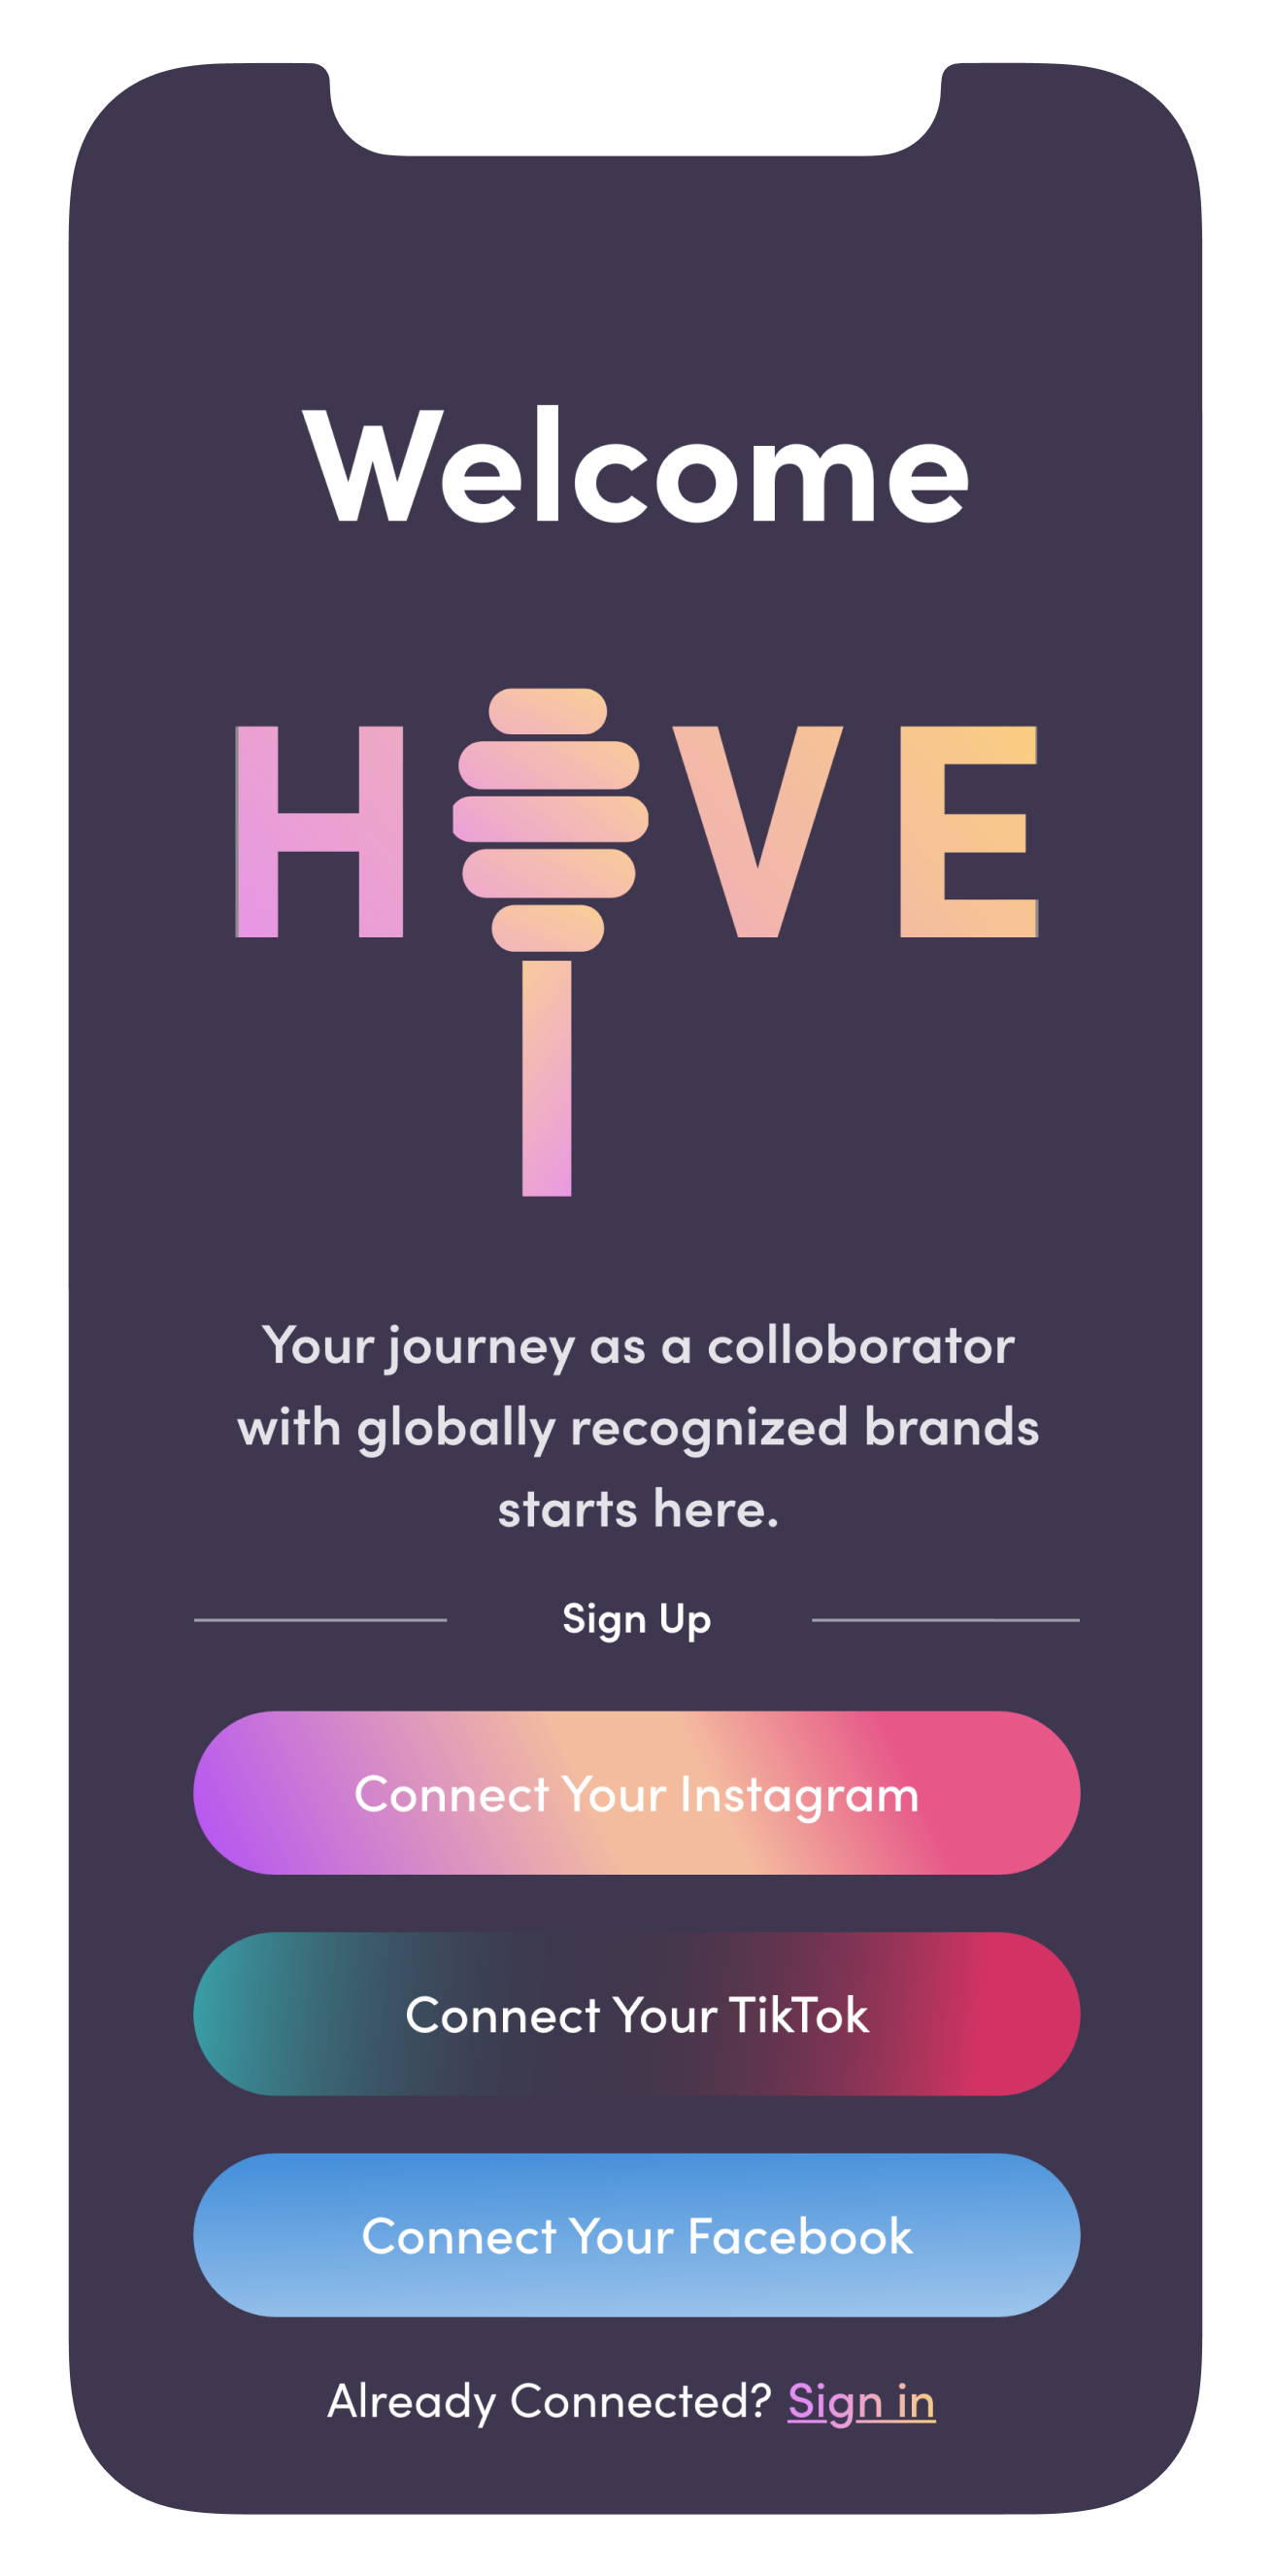 Welcome
HIVE
Your journey as a colloborator
with globally recognized brands
starts here.
Sign Up
Connect Your Instagram
Connect Your TikTok
Connect Your Facebook
Already Connected? Sign in